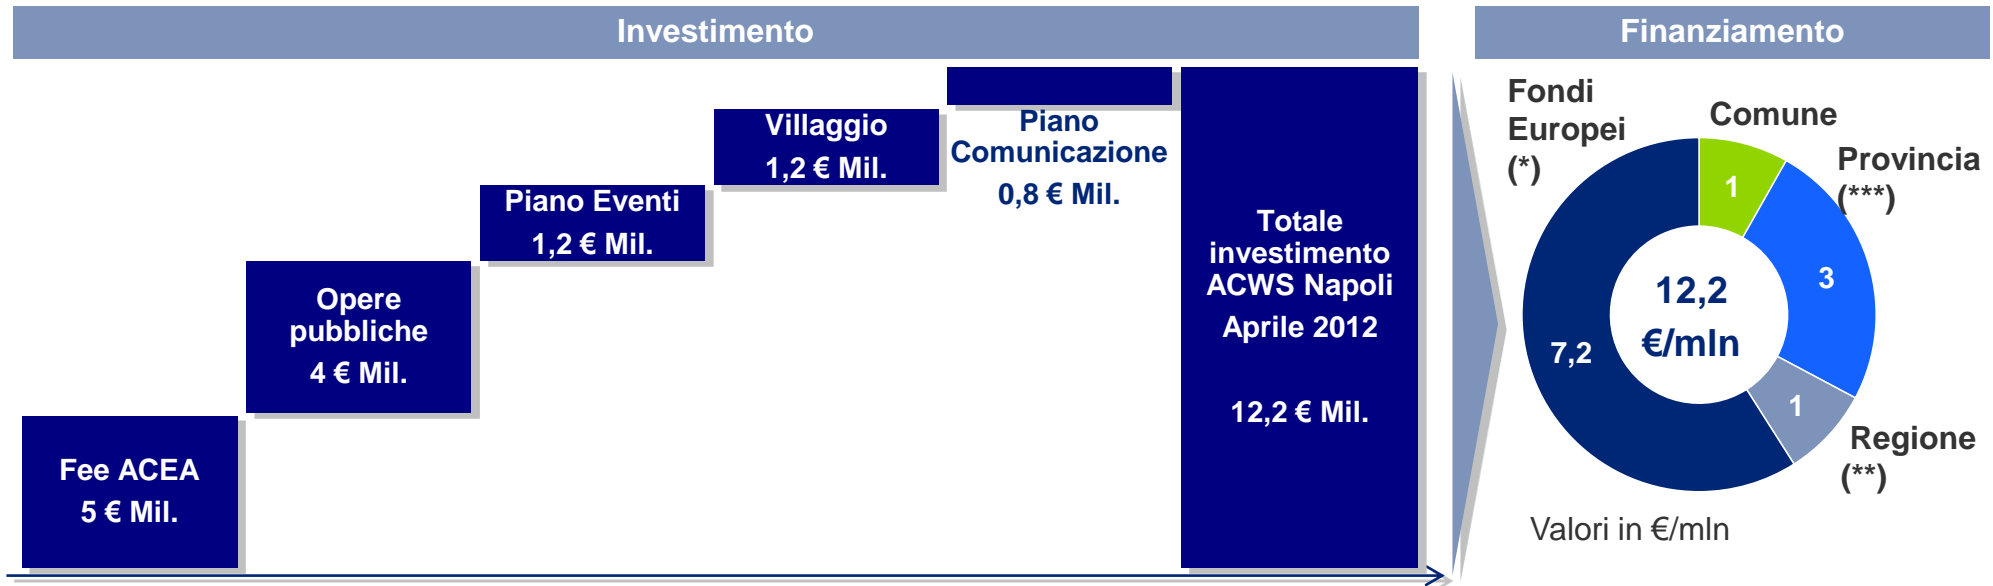 Investimento
Finanziamento
Fee ACEA
5 € Mil.
Opere
pubbliche
4 € Mil.
Piano Eventi
1,2 € Mil.
Villaggio
1,2 € Mil.
Piano
Comunicazione
0,8 € Mil.
Totale
investimento
ACWS Napoli
Aprile 2012
12,2 € Mil.
Fondi
Europei
(*)
Comune
Provincia
(***)
1
3
12,2
€/mln
7,2
1
Regione
(**)
Valori in €/mln